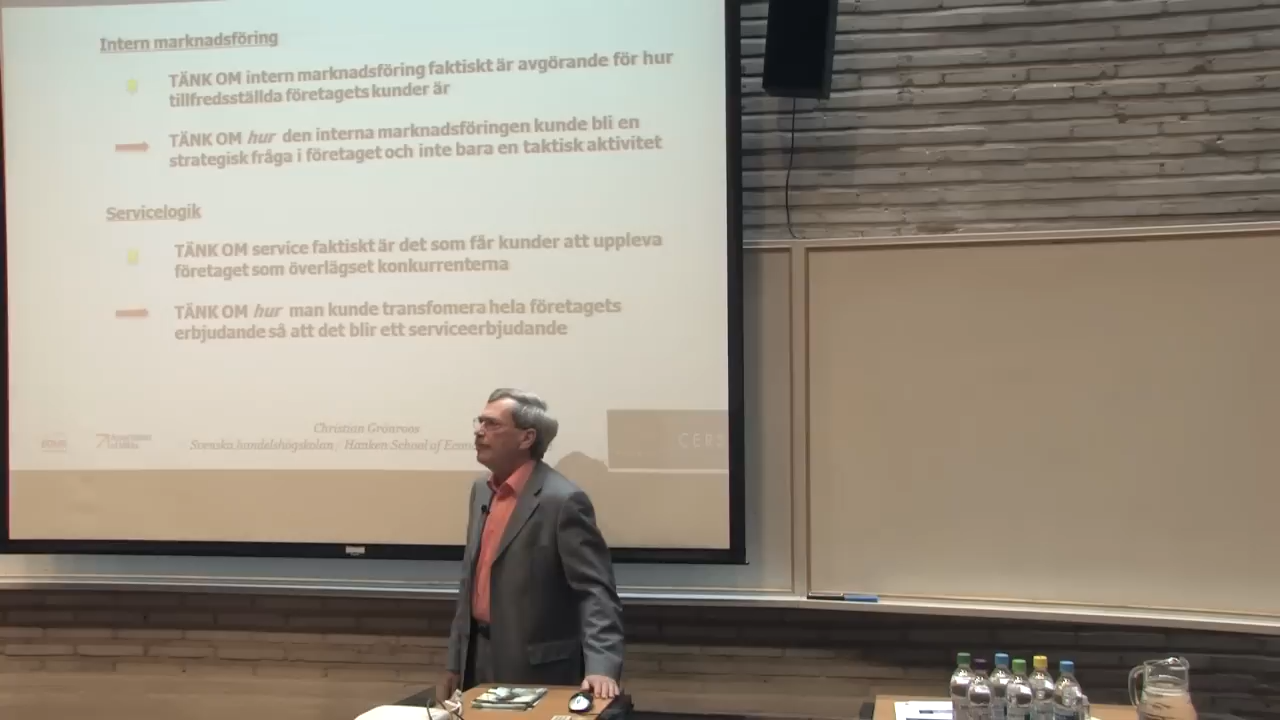 Intern marknadsföring
TÄNK OM intern marknadsföring faktiskt är avgörande för hur
tillfredsställda företagets kunder är
TÄNK OM hur den interna marknadsföringen kunde bli en
strategisk fråga i företaget och inte bara en taktisk aktivitet
Servicelogik
TÄNK OM service faktiskt är det som får kunder att uppleva
företaget som överlägset konkurrenterna
TÄNK OM hur man kunde transfomera hela företagets
erbjudande så att det blir ett serviceerbjudande
Christian Grönroos
Svenska handelshögskolan / Hanken School of
CERS